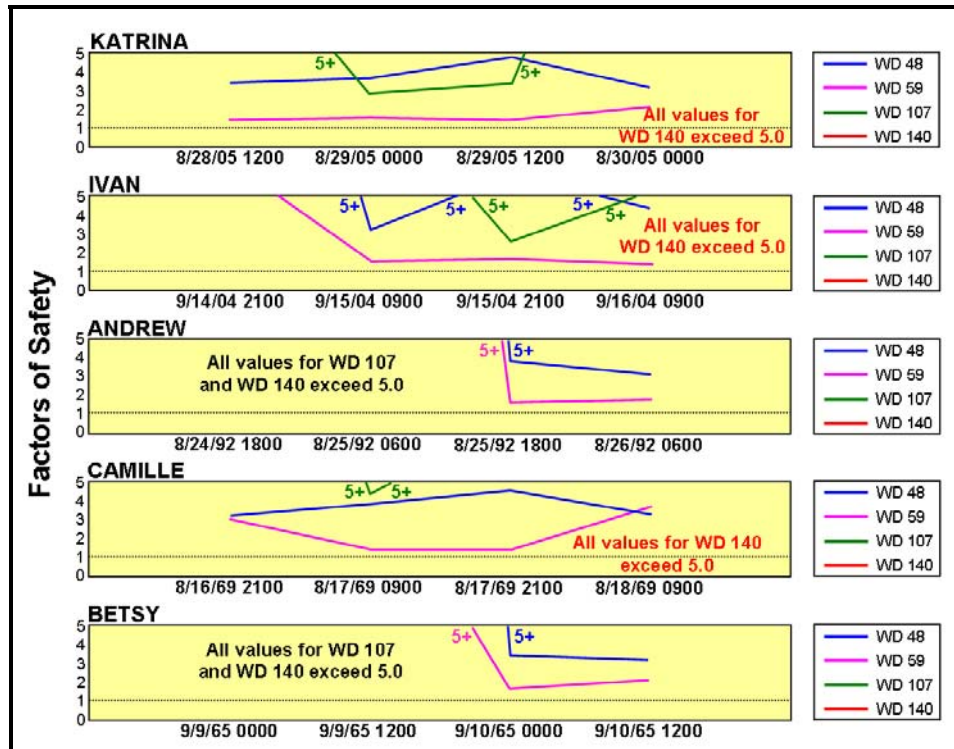 Factors of Safety
KATRINA
5
4
3
2
1
0
5+
5+
All values for
WD 140 exceed 5.0
8/28/05 1200 8/29/05 0000 8/29/05 1200 8/30/05 0000
WD 48
WD 59
WD 107
WD 140
IVAN
5
4
3
2
1
0
5+ 5+ 5+ 5+ 5+
All values for
WD 140 exceed 5.0
9/14/04 2100 9/15/04 0900 9/15/04 2100 9/16/04 0900
WD 48
WD 59
WD 107
WD 140
ANDREW
5
4
3
2
1
0
All values for WD 107
and WD 140 exceed 5.0
5+ 5+
8/24/92 1800 8/25/92 0600 8/25/92 1800 8/26/92 0600
WD 48
WD 59
WD 107
WD 140
CAMILLE
5
4
3
2
1
0
5+ 5+
All values for WD 140
exceed 5.0
8/16/69 2100 8/17/69 0900 8/17/69 2100 8/18/69 0900
WD 48
WD 59
WD 107
WD 140
BETSY
5
4
3
2
1
0
All values for WD 107
and WD 140 exceed 5.0
5+ 5+
9/9/65 0000 9/9/65 1200 9/10/65 0000 9/10/65 1200
WD 48
WD 59
WD 107
WD 140